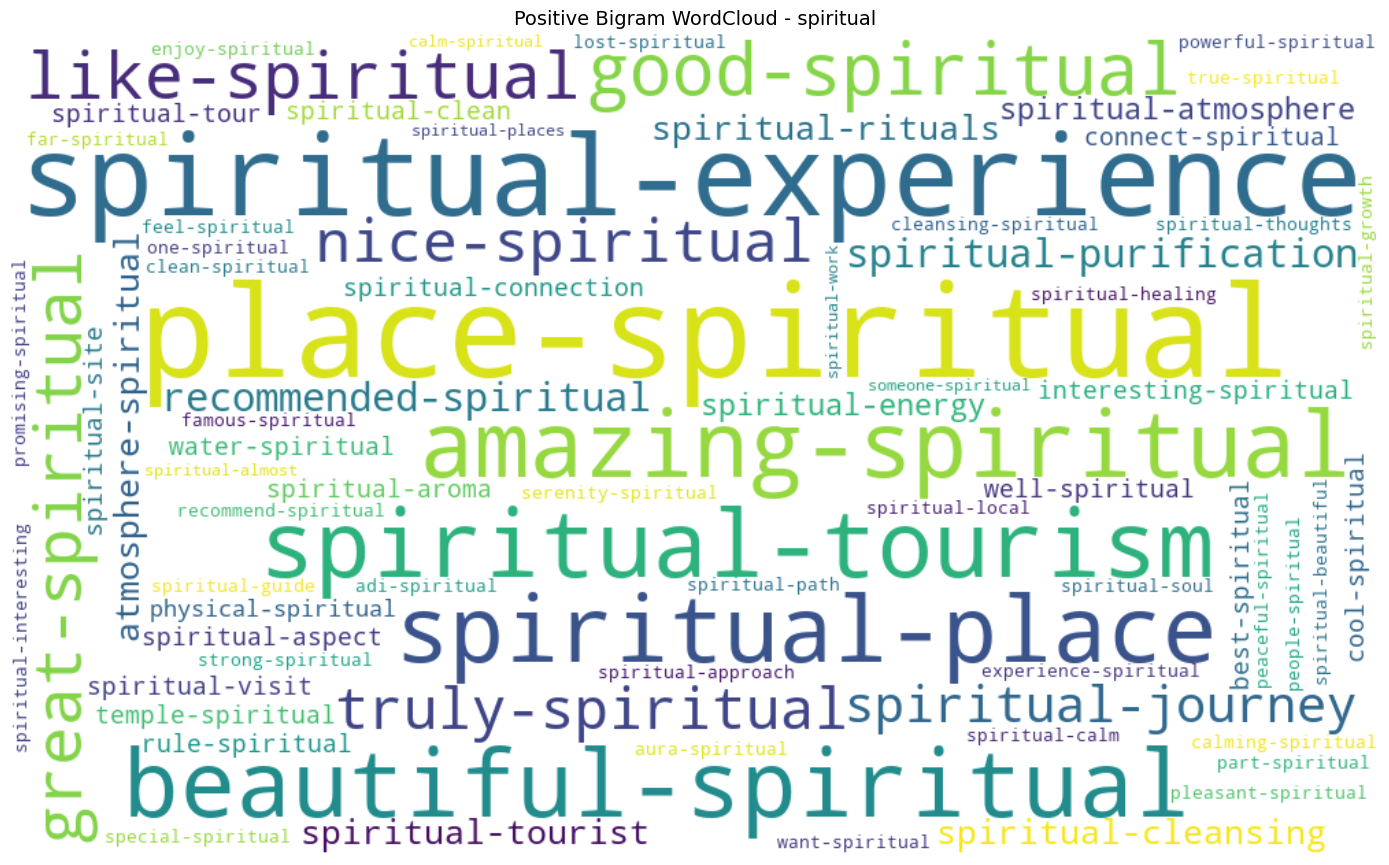 Positive Bigram WordCloud - spiritual
enjoy-spiritual
calm-spiritual
lost-spiritual
powerful-spiritual
like-spiritual
good-spiritual
true-spiritual
spiritual-tour
spiritual-clean
spiritual-atmosphere
far-spiritual
spiritual-places
spiritual-rituals
connect-spiritual
spiritual-experience
feel-spiritual
nice-spiritual
cleansing-spiritual
spiritual-thoughts
spiritual-growth
one-spiritual
clean-spiritual
spiritual-purification
promising-spiritual
great-spiritual
spiritual-site
atmosphere-spiritual
spiritual-connection
spiritual-work
spiritual-healing
place-spiritual
recommended-spiritual
someone-spiritual
interesting-spiritual
spiritual-energy
famous-spiritual
water-spiritual
amazing-spiritual
spiritual-almost
spiritual-aroma
serenity-spiritual
well-spiritual
recommend-spiritual
spiritual-local
spiritual-tourism
best-spiritual
peaceful-spiritual
people-spiritual
spiritual-beautiful
cool-spiritual
spiritual-interesting
spiritual-guide
adi-spiritual
spiritual-path
spiritual-soul
physical-spiritual
spiritual-place
spiritual-aspect
strong-spiritual
spiritual-approach
experience-spiritual
spiritual-visit
truly-spiritual
spiritual-journey
temple-spiritual
rule-spiritual
aura-spiritual
spiritual-calm
calming-spiritual
part-spiritual
beautiful-spiritual
pleasant-spiritual
special-spiritual
spiritual-tourist
want-spiritual
spiritual-cleansing